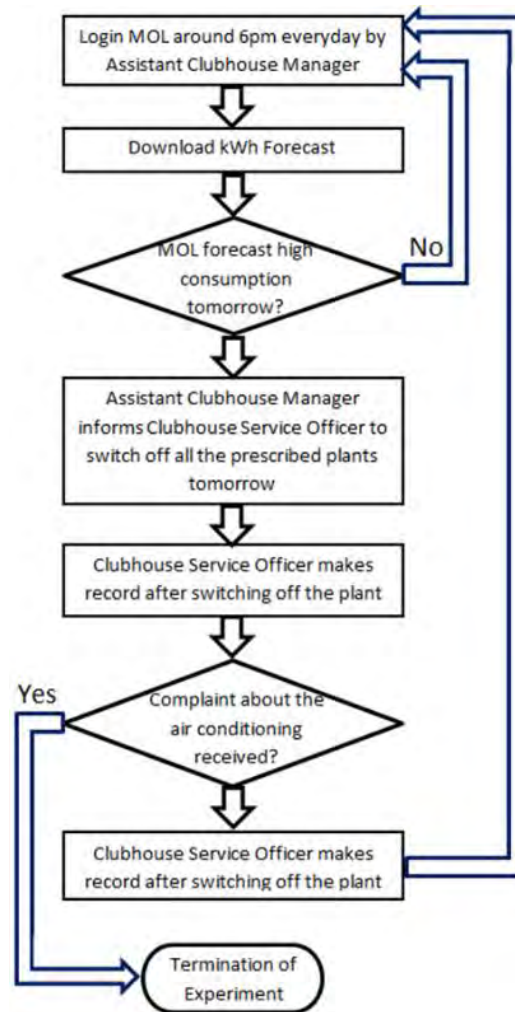 Login MOL around 6pm everyday by
Assistant Clubhouse Manager
Download kWh Forecast
MOL forecast high
consumption
tomorrow?
No
Assistant Clubhouse Manager
informs Clubhouse Service Officer to
switch off all the prescribed plants
tomorrow
Clubhouse Service Officer makes
record after switching off the plant
Yes
Complaint about the
air conditioning
received?
Clubhouse Service Officer makes
record after switching off the plant
Termination of
Experiment